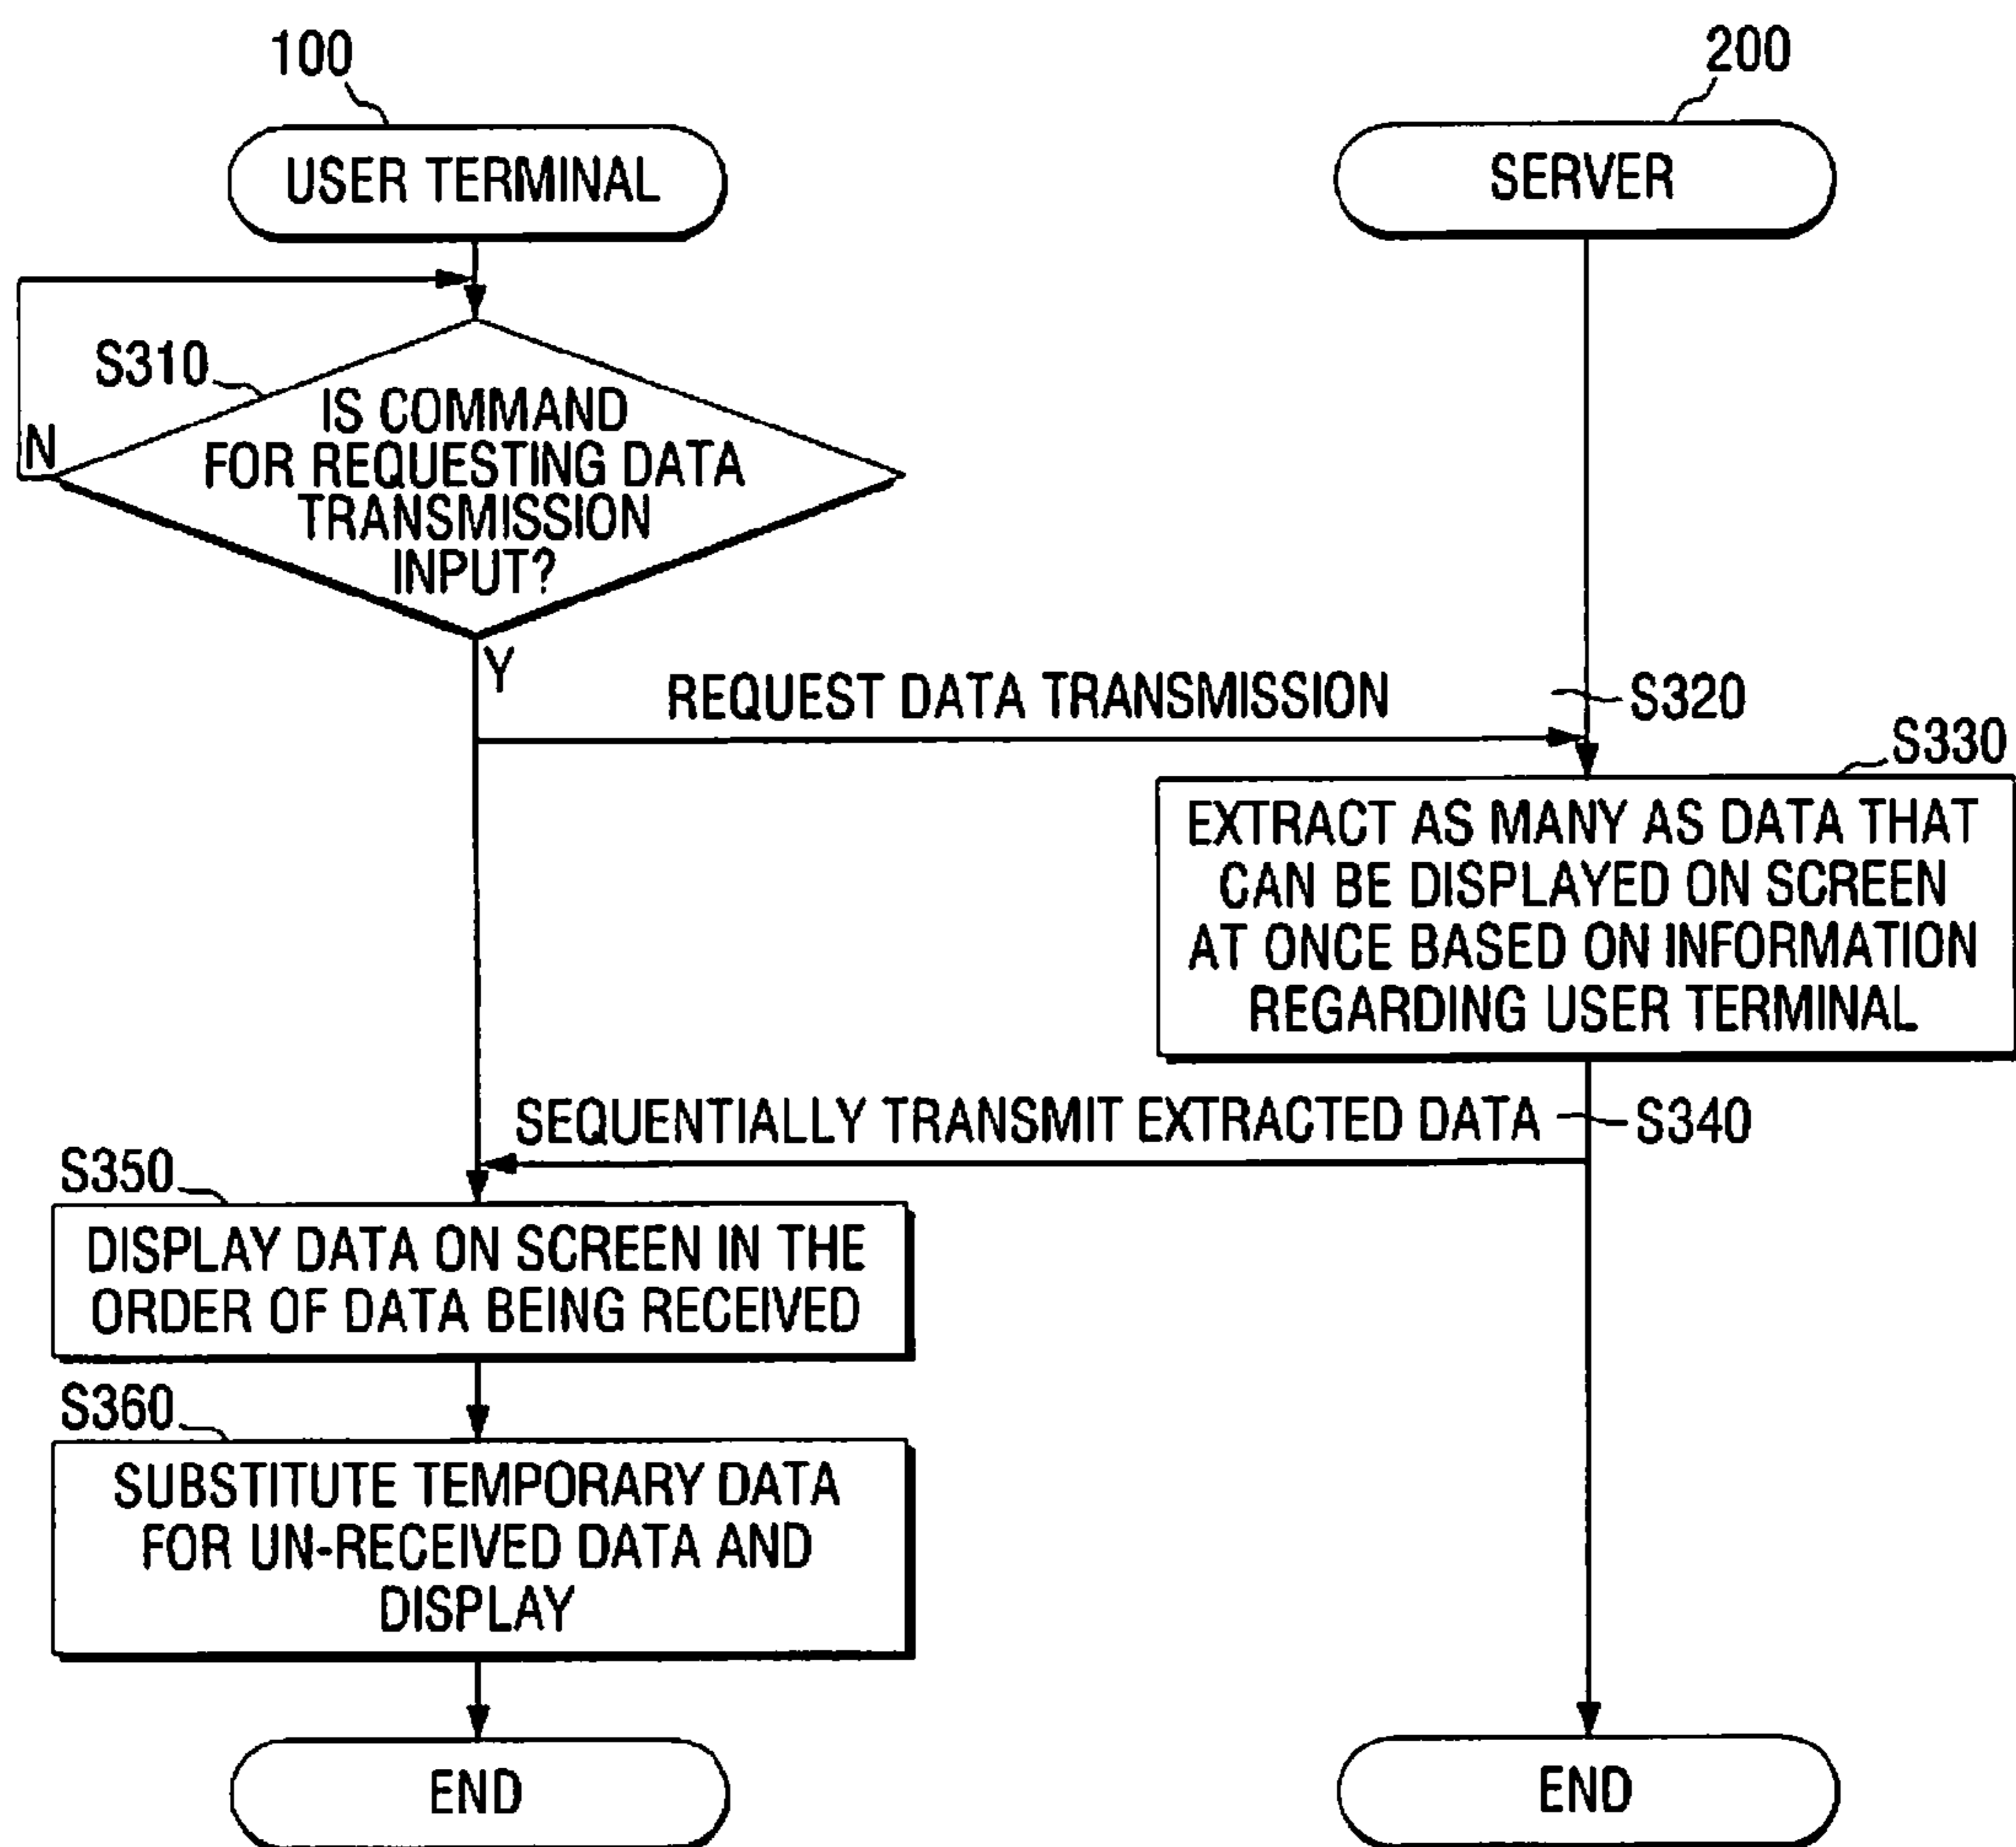 100
200
USER TERMINAL
SERVER
S310
IS COMMAND
FOR REQUESTING DATA
TRANSMISSION
INPUT?
N
Y
REQUEST DATA TRANSMISSION
S320
S330
EXTRACT AS MANY AS DATA THAT
CAN BE DISPLAYED ON SCREEN
AT ONCE BASED ON INFORMATION
REGARDING USER TERMINAL
SEQUENTIALLY TRANSMIT EXTRACTED DATA
S340
S350
DISPLAY DATA ON SCREEN IN THE
ORDER OF DATA BEING RECEIVED
S360
SUBSTITUTE TEMPORARY DATA
FOR UN-RECEIVED DATA AND
DISPLAY
END
END